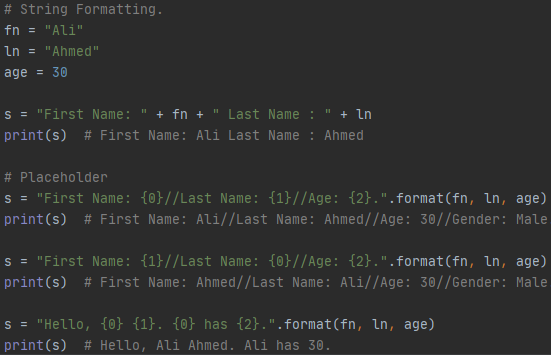 # String Formatting.
fn = "Ali"
ln = "Ahmed"
age = 30
s = "First Name: " + fn + " Last Name : " + ln
print(s)  # First Name: Ali Last Name : Ahmed
# Placeholder
s = "First Name: {0}//Last Name: {1}//Age: {2}.".format(fn, ln, age)
print(s)  # First Name: Ali//Last Name: Ahmed//Age: 30//Gender: Male
s = "First Name: {1}//Last Name: {0}//Age: {2}.".format(fn, ln, age)
print(s)  # First Name: Ahmed//Last Name: Ali//Age: 30//Gender: Male
s = "Hello, {0} {1}. {0} has {2}.".format(fn, ln, age)
print(s)  # Hello, Ali Ahmed. Ali has 30.